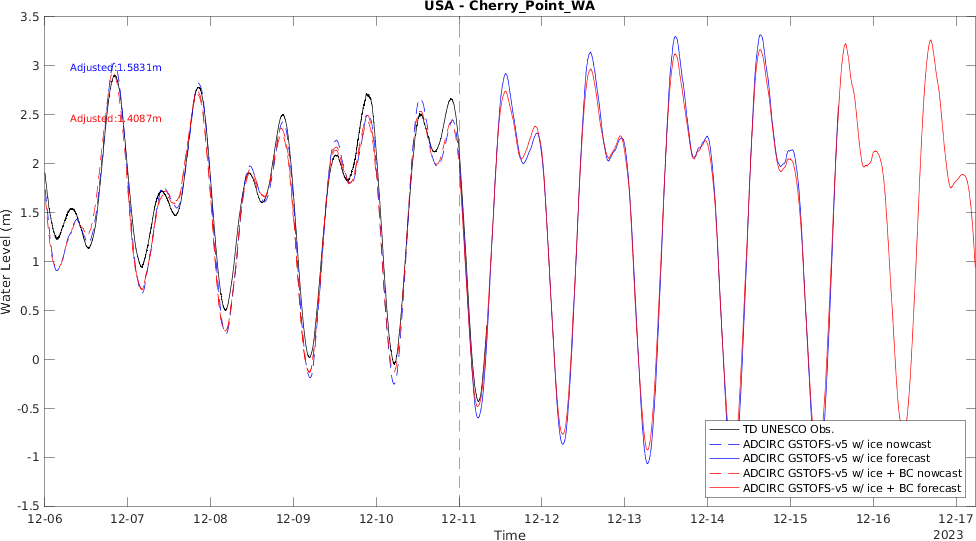 USA - Cherry_Point_WA
3.5
3
2.5
2
1.5
1
0.5
0
-0.5
-1
-1.5
Water Level (m)
Adjusted:1.5831m
Adjusted:1.4087m
TD UNESCO Obs.
ADCIRC GSTOFS-v5 w/ ice nowcast
ADCIRC GSTOFS-v5 w/ ice forecast
ADCIRC GSTOFS-v5 w/ ice + BC nowcast
ADCIRC GSTOFS-v5 w/ ice + BC forecast
12-06 12-07 12-08 12-09 12-10 12-11 12-12 12-13 12-14 12-15 12-16 12-17
Time
2023